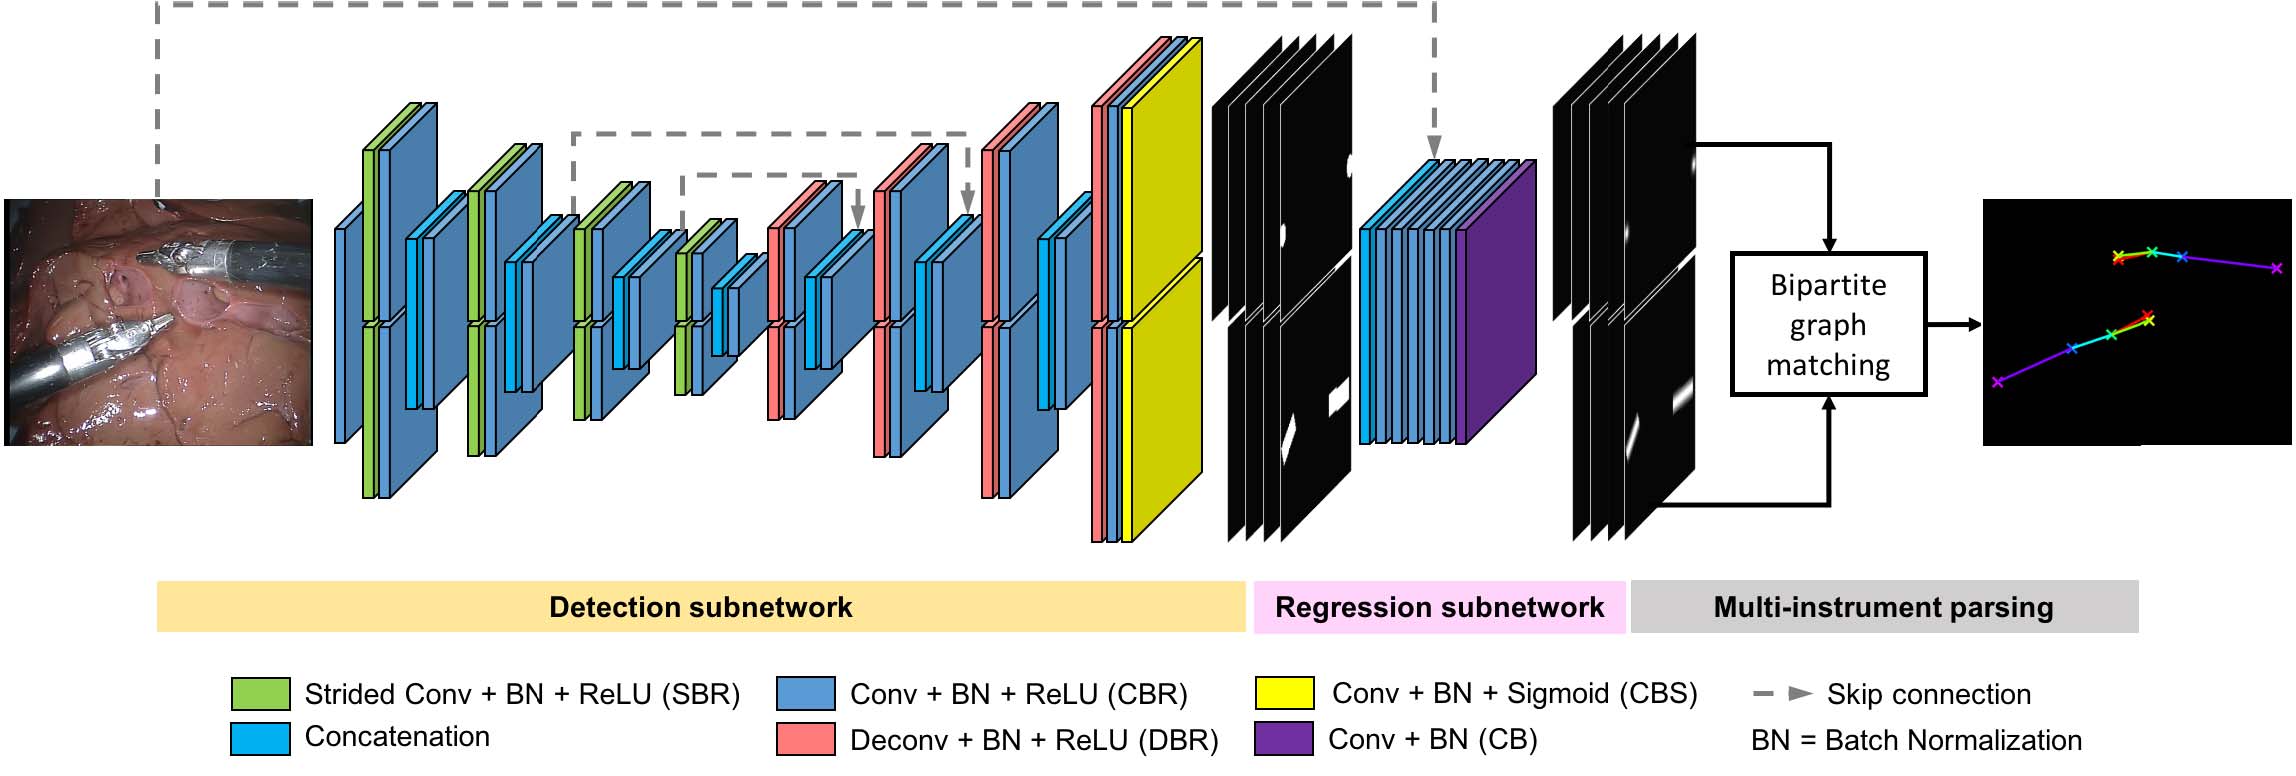 Bipartite
graph
matching
Detection subnetwork
Regression subnetwork
Multi-instrument parsing
Strided Conv + BN + ReLU (SBR)
Conv + BN + ReLU (CBR)
Conv + BN + Sigmoid (CBS)
Skip connection
Concatenation
Deconv + BN + ReLU (DBR)
Conv + BN (CB)
BN = Batch Normalization